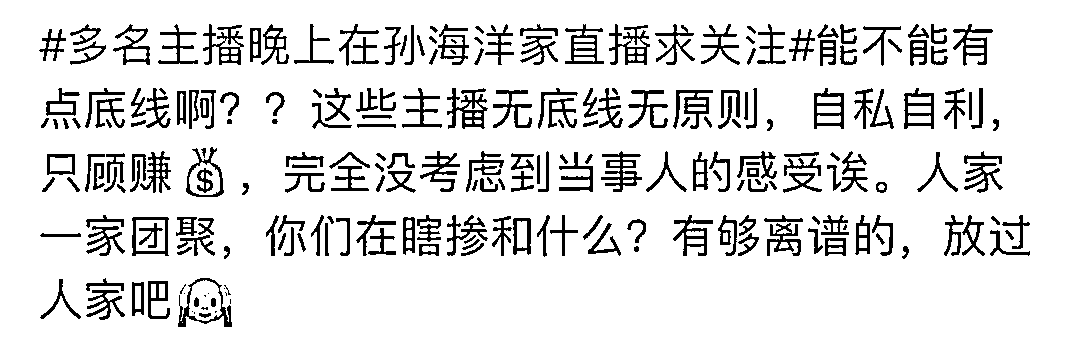 #多名主播晚上在孙海洋家直播求关注#能不能有
点底线啊？？这些主播无底线无原则，自私自利，
只顾赚💰，完全没考虑到当事人的感受诶。人家
一家团聚，你们在瞎掺和什么？有够离谱的，放过
人家吧🙉